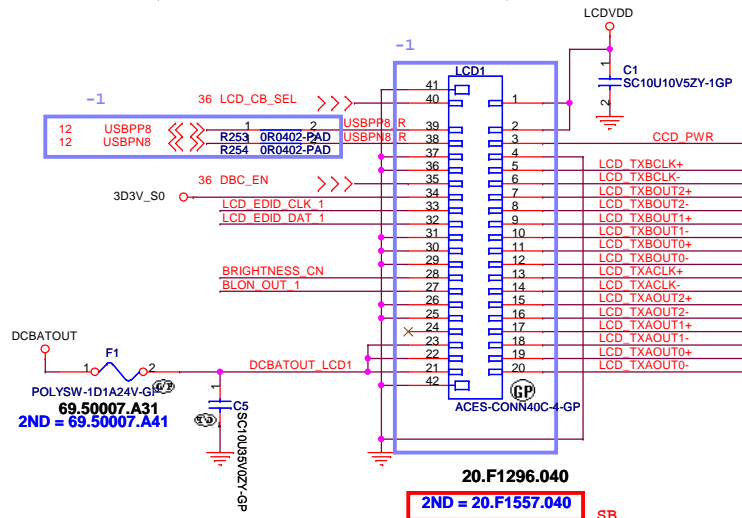 LCDVDD
-1
LCD1
C1
SC10U10V5ZY-1GP
1
2
-1
36 LCD_CB_SEL
41
40
1
12 USBPP8 1 2 USBPP8_R 39 2
12 USBPN8 R253 0R0402-PAD USBPN8_R 38 3 CCD_PWR
R254 0R0402-PAD
37 4
36 5 LCD_TXBCLK+
36 DBC_EN 35 6 LCD_TXBCLK-
3D3V_S0 34 7 LCD_TXBOUT2+
LCD_EDID_CLK_1 33 8 LCD_TXBOUT2-
LCD_EDID_DAT_1 32 9 LCD_TXBOUT1+
31 10 LCD_TXBOUT1-
30 11 LCD_TXBOUT0+
29 12 LCD_TXBOUT0-
BRIGHTNESS_CN 28 13 LCD_TXACLK+
BLON_OUT_1 27 14 LCD_TXACLK-
26 15 LCD_TXAOUT2+
25 16 LCD_TXAOUT2-
24 17 LCD_TXAOUT1+
23 18 LCD_TXAOUT1-
22 19 LCD_TXAOUT0+
21 20 LCD_TXAOUT0-
42
DCBATOUT
F1
1 2
DCBATOUT_LCD1
POLYSW-1D1A24V-GP
69.50007.A31
2ND = 69.50007.A41
1
C5
SC10U35V0ZY-GP
GP
ACES-CONN40C-4-GP
20.F1296.040
2ND = 20.F1557.040
SB